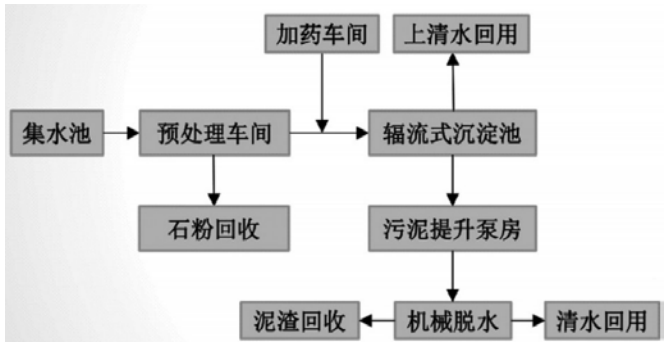 加药车间
上清水回用
集水池
预处理车间
辐流式沉淀池
石粉回收
污泥提升泵房
泥渣回收
机械脱水
清水回用